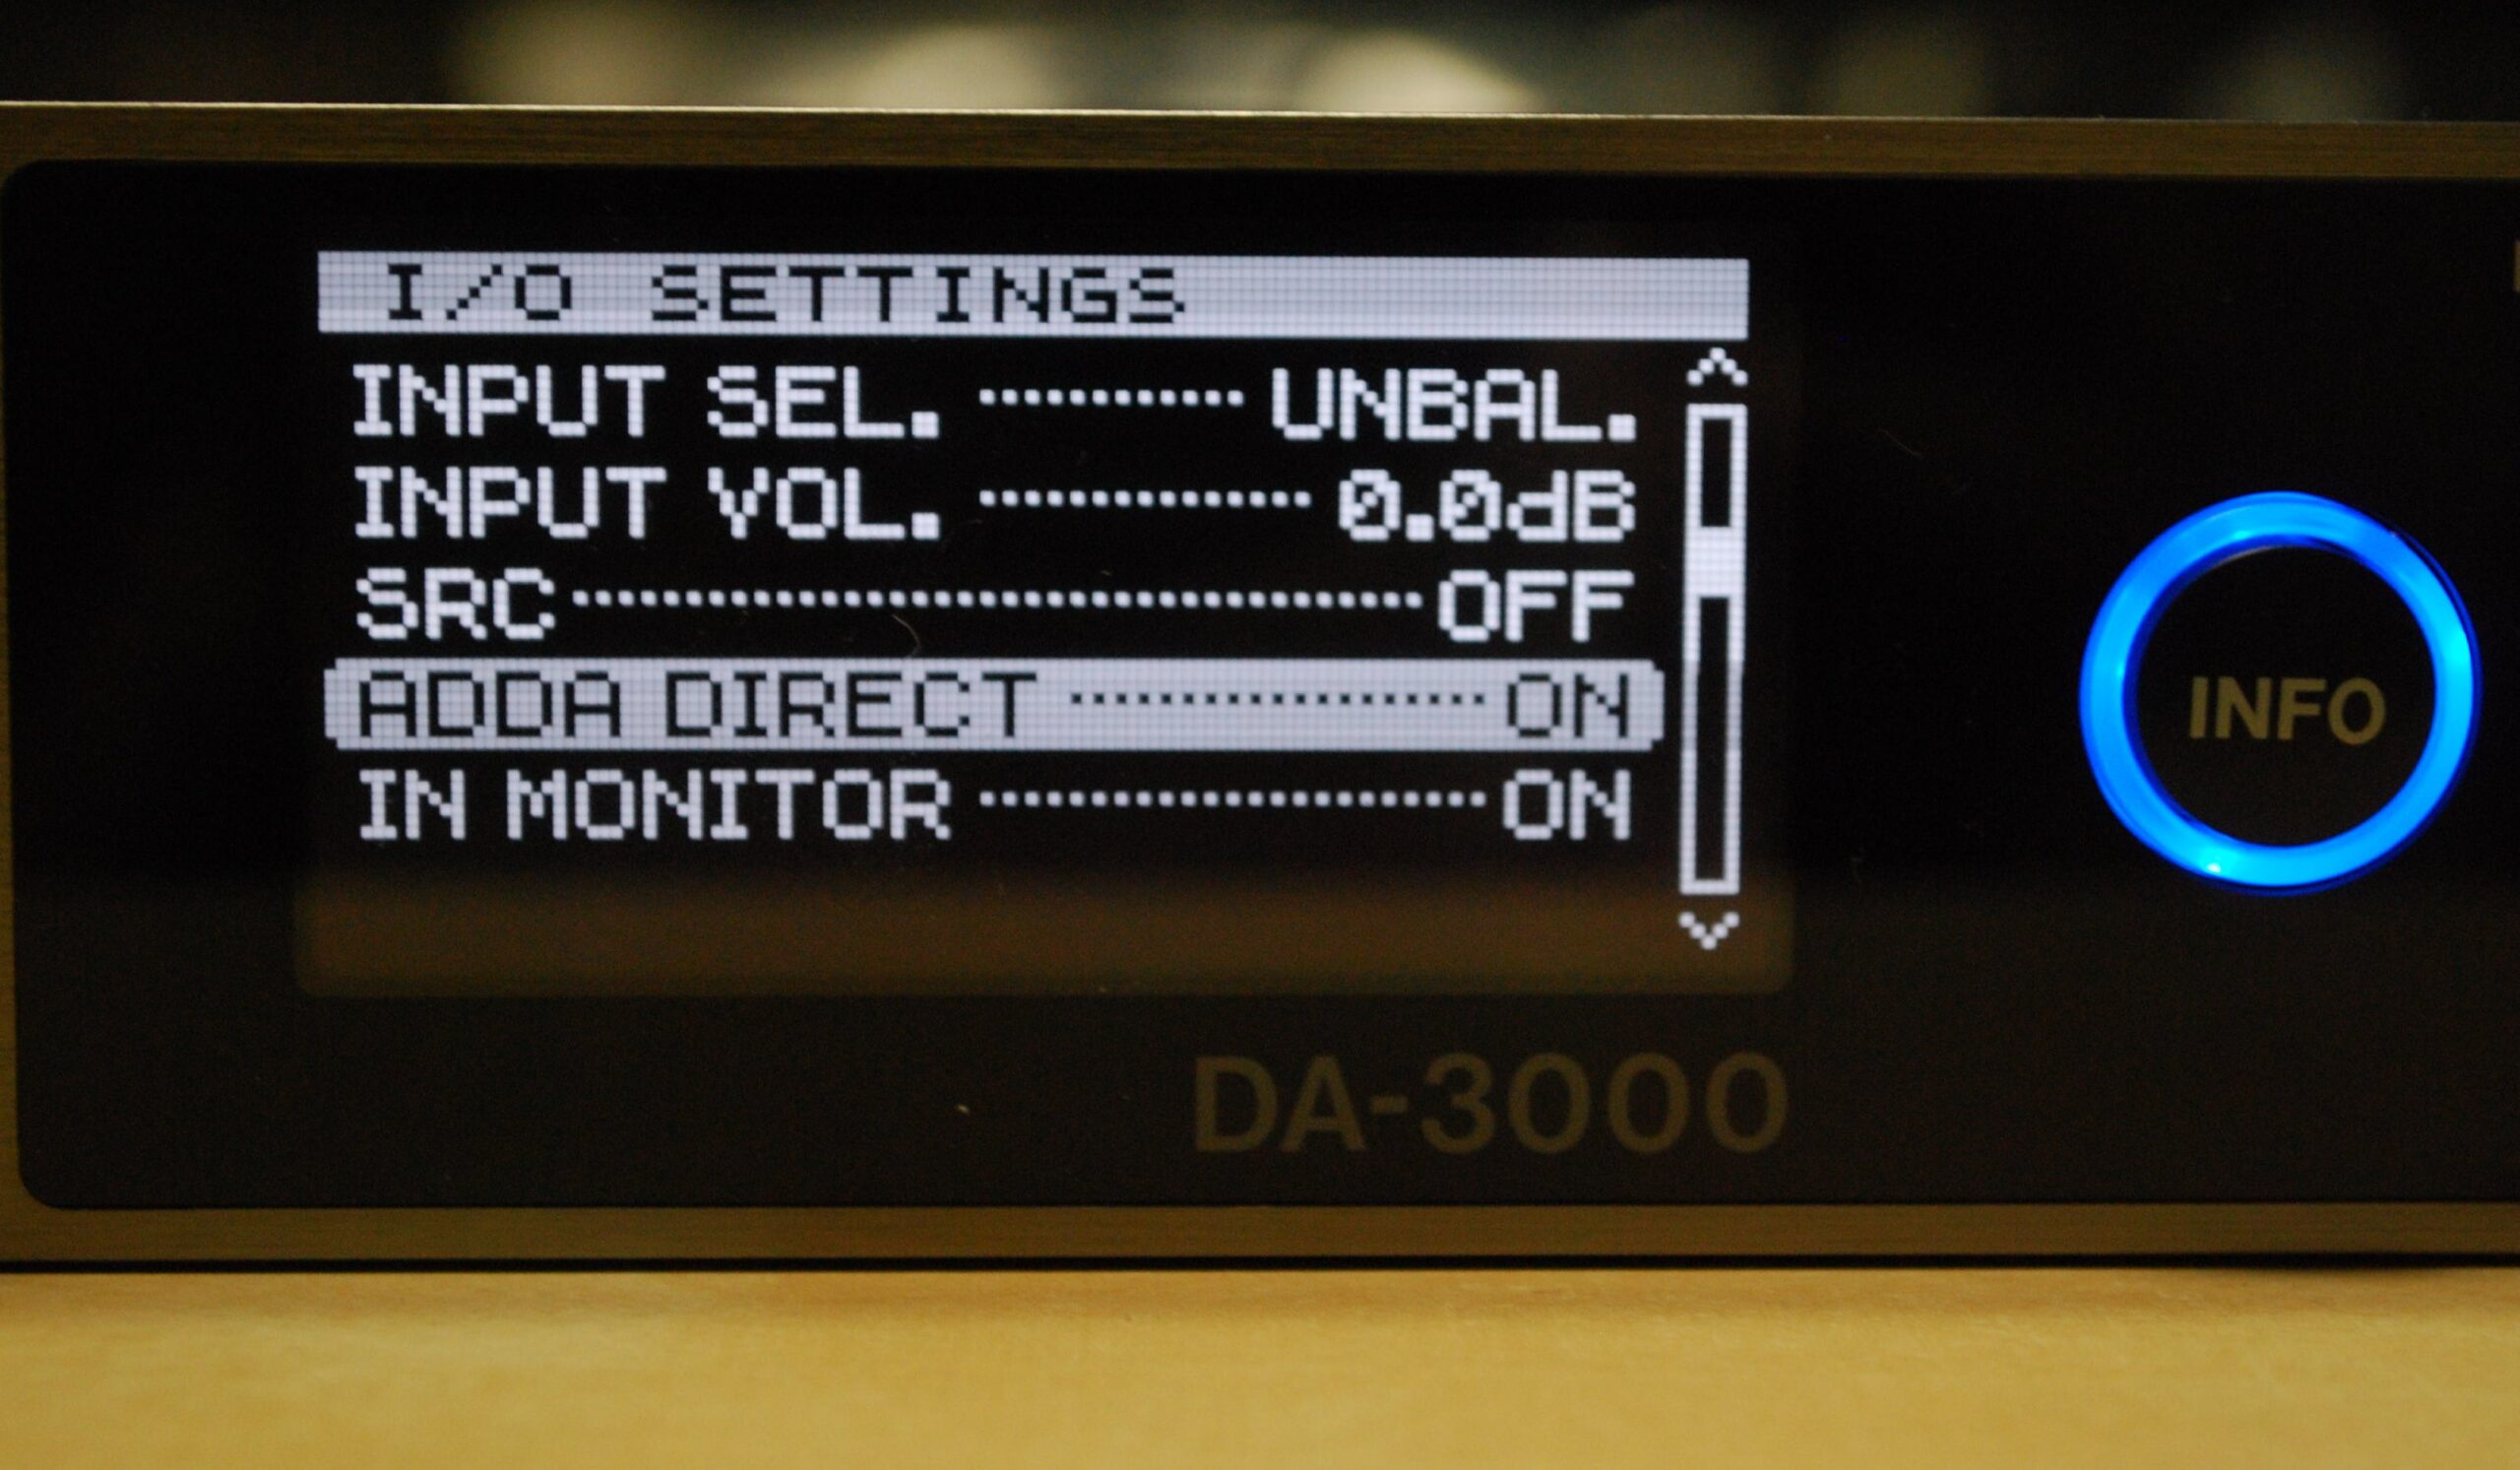 I/O SETTINGS
INPUT SEL. ············ UNBAL.
INPUT VOL. ··············· 0.0dB
SRC ······································ OFF
ADDA DIRECT ··················· ON
IN MONITOR ······················· ON
INFO
DA-3000